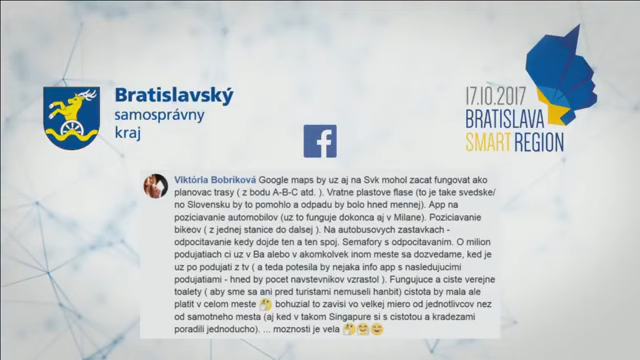 Bratislavský
samosprávny
kraj
17.10.2017
BRATISLAVA
SMART REGION
f
Viktória Bobríková Google maps by uz aj na Svk mohol zacat fungovat ako
planovac trasy ( z bodu A-B-C atd. ). Vratne plastove flase (to je take svedske/
no Slovensku by to pomohlo a odpadu by bolo hned mennej). App na
poziciavanie automobilov (uz to funguje dokonca aj v Milane). Poziciavanie
bikeov ( z jednej stanice do dalsej ). Na autobusovych zastavkach -
odpocitavanie kedy dojde ten a ten spoj. Semafory s odpocitavanim. O milion
podujatiach ci uz v Ba alebo v akomkolvek inom meste sa dozvedame, ked je
uz po podujati z tv ( a teda potesila by nejaka info app s nasledujucimi
podujatiami - hned by pocet navstevnikov vzrastol ). Fungujuce a ciste verejne
toalety ( aby sme sa ani pred turistami nemuseli hanbit) cistota by mala ale
platit v celom meste 🤔 bohuzial to zavisi vo velkej miero od jednotlivcov nez
od samotneho mesta (aj ked v takom Singapure si s cistotou a kradezami
poradili jednoducho). ... moznosti je vela 🤔😄😄